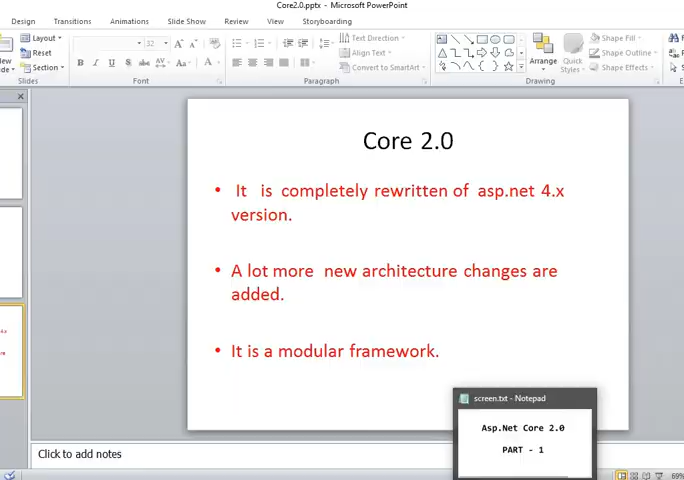 Core2.0.pptx - Microsoft PowerPoint
Design Transitions Animations Slide Show Review View Storyboarding
Layout
Reset
Section
Slides
32
Font
Paragraph
Text Direction
Align Text
Convert to SmartArt
Arrange
Quick
Styles
Shape Fill
Shape Outline
Shape Effects
Drawing
Core 2.0
• It is completely rewritten of asp.net 4.x
version.
• A lot more new architecture changes are
added.
• It is a modular framework.
screen.txt - Notepad
Asp.Net Core 2.0
PART - 1
Click to add notes
69%